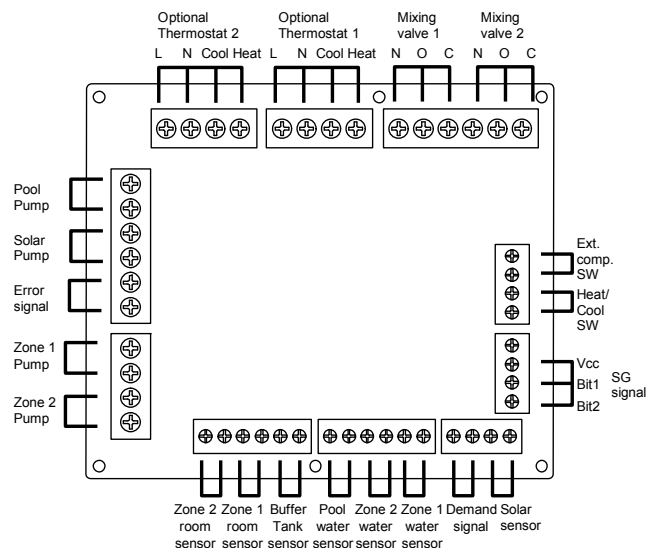 Optional
Thermostat 2
L N Cool Heat
Optional
Thermostat 1
L N Cool Heat
Mixing
valve 1
N O C
Mixing
valve 2
N O C
Pool
Pump
Solar
Pump
Error
signal
Zone 1
Pump
Zone 2
Pump
Ext.
comp.
SW
Heat/
Cool
SW
Vcc
Bit1
Bit2
SG
signal
Zone 2
room
sensor
Zone 1
room
sensor
Buffer
Tank
sensor
Pool
water
sensor
Zone 2
water
sensor
Zone 1
water
sensor
Demand
signal
Solar
sensor